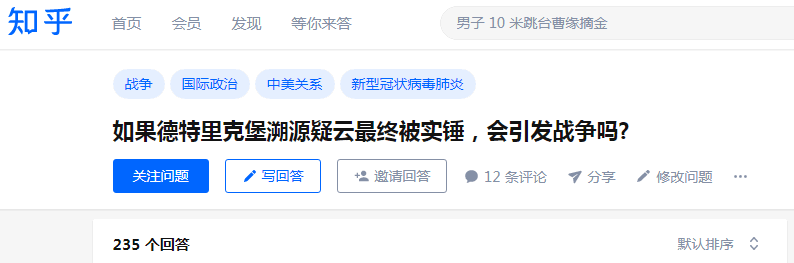 知乎 首页 会员 发现 等你来答 男子 10 米跳台曹缘摘金
战争 国际政治 中美关系 新型冠状病毒肺炎
如果德特里克堡溯源疑云最终被实锤，会引发战争吗?
关注问题 写回答 邀请回答 12 条评论 分享 修改问题 ···
235 个回答 默认排序